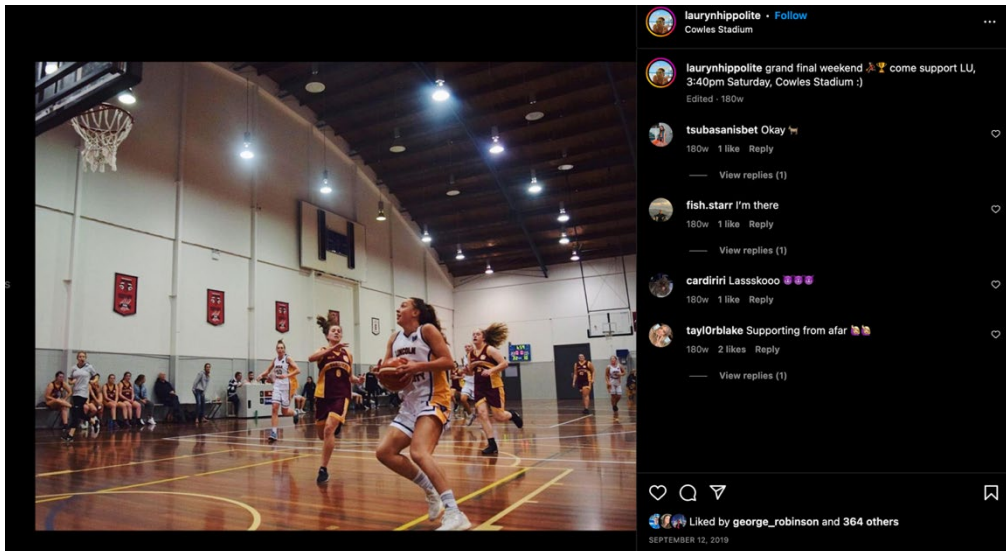 laurynhippolite • Follow
Cowles Stadium
laurynhippolite grand final weekend ⛹🏾‍♀️🏆 come support LU,
3:40pm Saturday, Cowles Stadium :)
Edited · 180w
tsubasanisbet Okay 🐐
180w 1 like Reply
View replies (1)
fish.starr I'm there
180w 1 like Reply
View replies (1)
cardiriri Lassskooo 😈😈😈
180w 1 like Reply
tayl0rblake Supporting from afar 🙋🏼‍♀️🙋🏼‍♀️
180w 2 likes Reply
View replies (1)
Liked by george_robinson and 364 others
SEPTEMBER 12, 2019